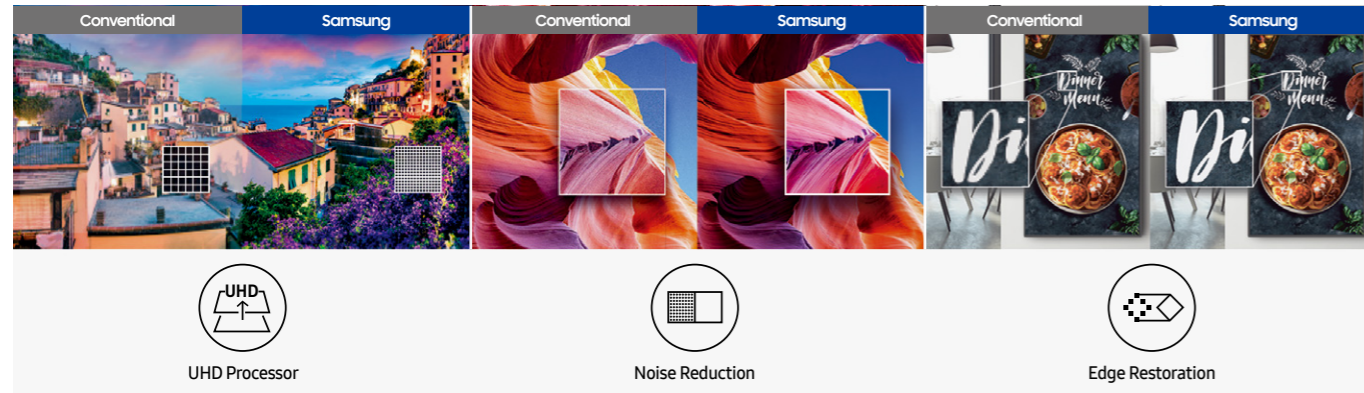 Conventional
Samsung
Conventional
Samsung
Conventional
Samsung
Dinner
Menu
Di
Dinner
Menu
Di
UHD
UHD Processor
Noise Reduction
Edge Restoration